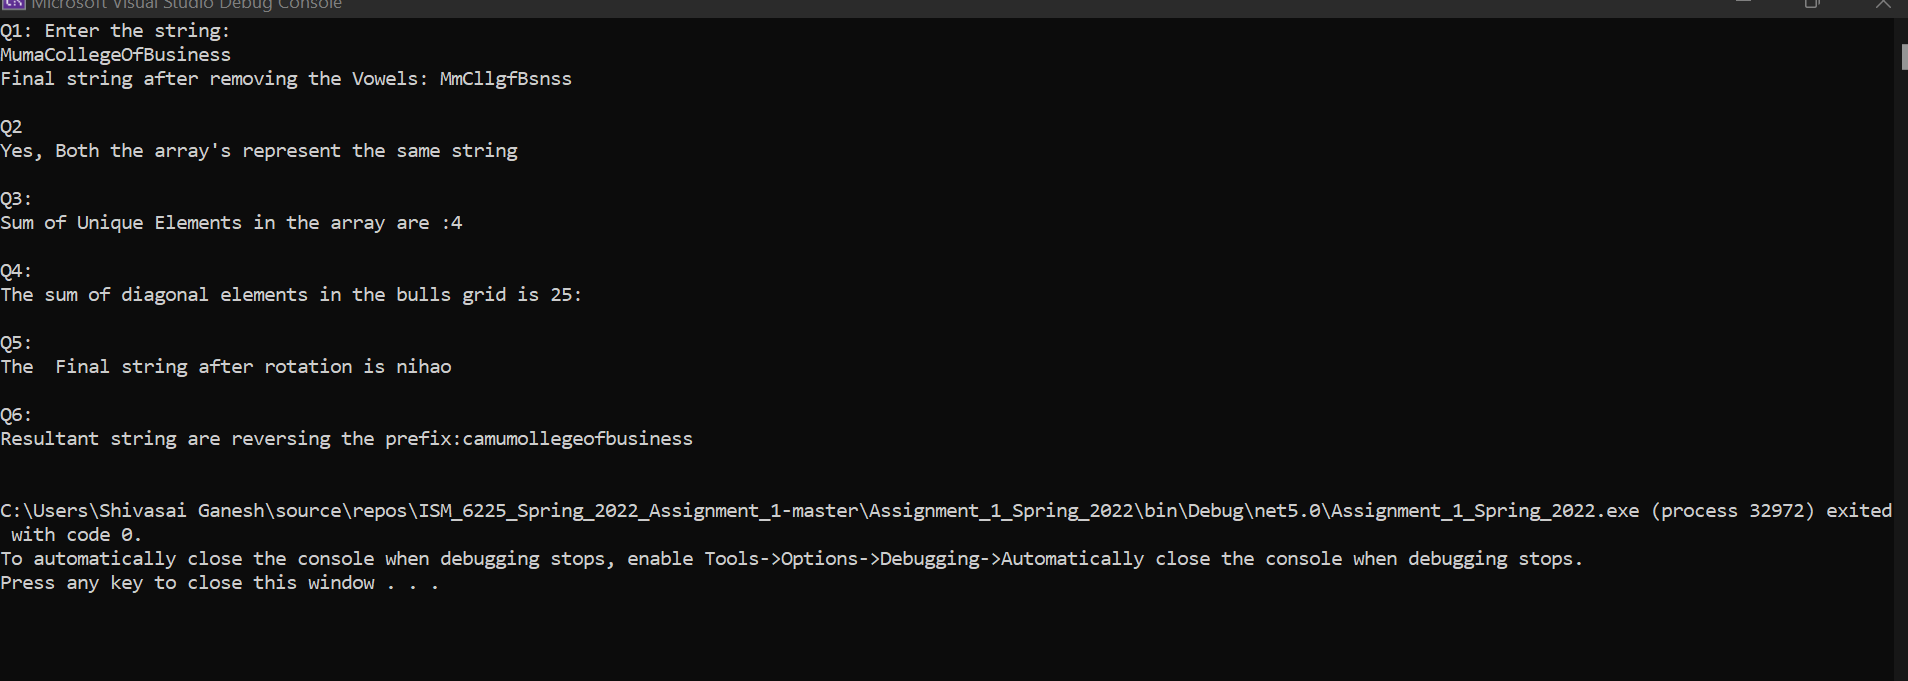 Microsoft Visual Studio Debug Console
Q1: Enter the string:
MumaCollegeOfBusiness
Final string after removing the Vowels: MmCllgfBsnss
Q2
Yes, Both the array's represent the same string
Q3:
Sum of Unique Elements in the array are :4
Q4:
The sum of diagonal elements in the bulls grid is 25:
Q5:
The  Final string after rotation is nihao
Q6:
Resultant string are reversing the prefix:camumollegeofbusiness
C:\Users\Shivasai Ganesh\source\repos\ISM_6225_Spring_2022_Assignment_1-master\Assignment_1_Spring_2022\bin\Debug\net5.0\Assignment_1_Spring_2022.exe (process 32972) exited
with code 0.
To automatically close the console when debugging stops, enable Tools->Options->Debugging->Automatically close the console when debugging stops.
Press any key to close this window . . .